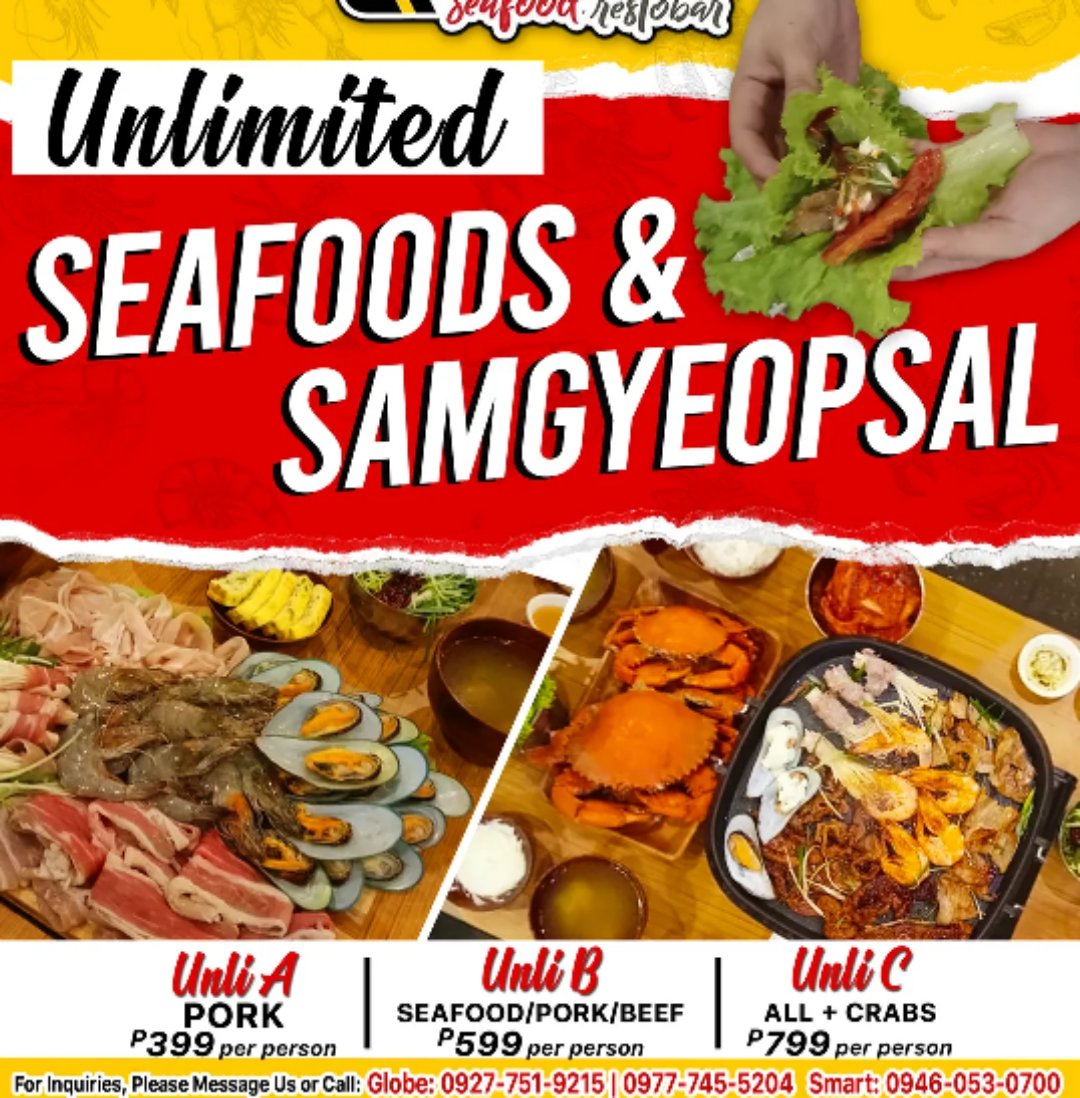 Seafood restobar
Unlimited
SEAFOODS &
SAMGYEOPSAL
Unli A
PORK
₱399 per person
Unli B
SEAFOOD/PORK/BEEF
₱599 per person
Unli C
ALL + CRABS
₱799 per person
For Inquiries, Please Message Us or Call: Globe: 0927-751-9215 | 0977-745-5204 Smart: 0946-053-0700